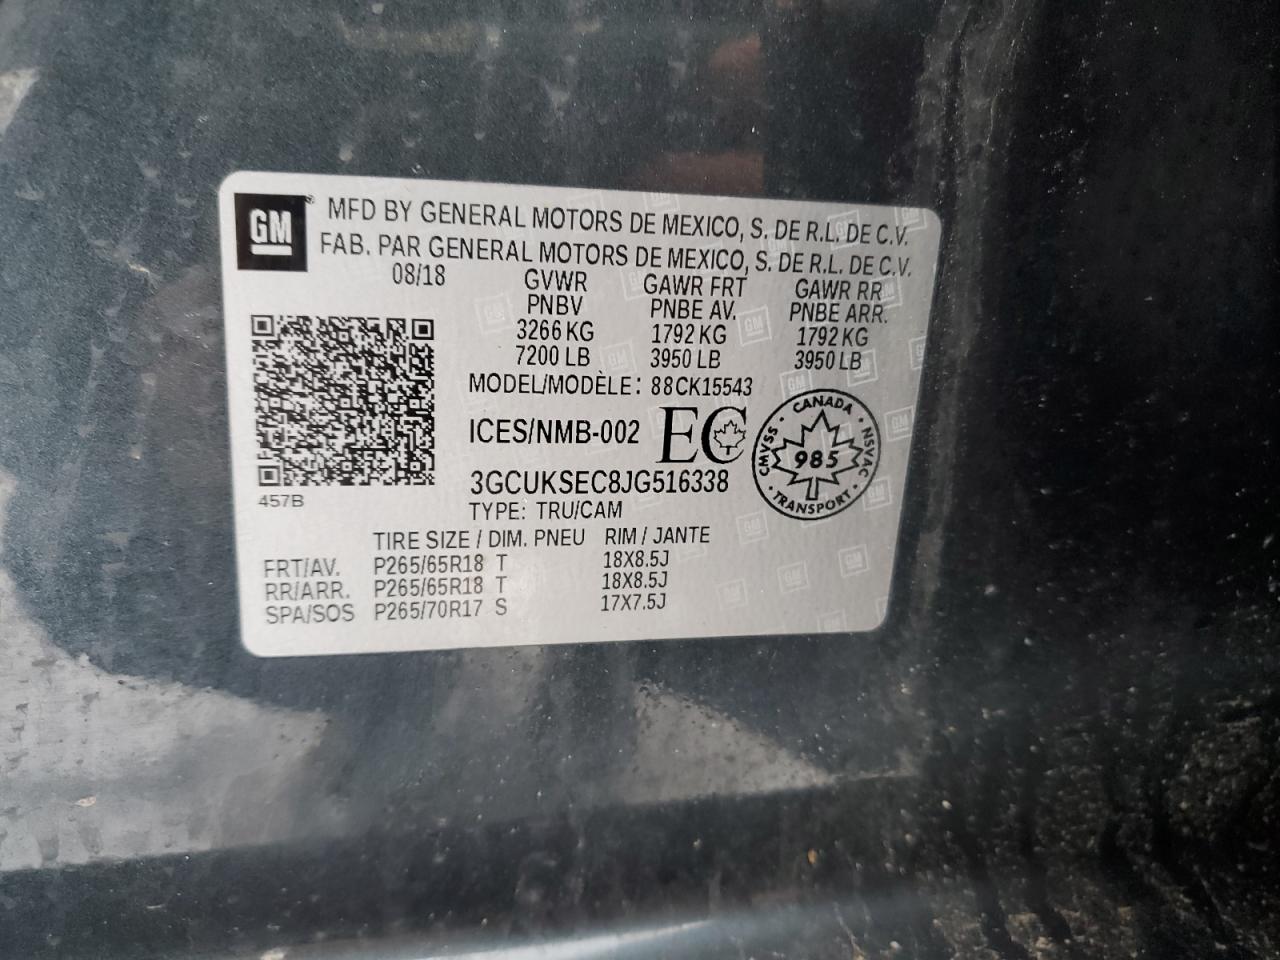 GM
MFD BY GENERAL MOTORS DE MEXICO, S. DE R.L. DE C.V.
FAB. PAR GENERAL MOTORS DE MEXICO, S. DE R.L. DE C.V.
08/18 GVWR GAWR FRT GAWR RR
PNBV PNBE AV. PNBE ARR.
3266 KG 1792 KG 1792 KG
7200 LB 3950 LB 3950 LB
MODEL/MODÈLE: 88CK15543
ICES/NMB-002 EC
CANADA
CMVSS · NSVAC
985
TRANSPORT
3GCUKSEC8JG516338
457B
TYPE: TRU/CAM
TIRE SIZE / DIM. PNEU RIM / JANTE
FRT/AV. P265/65R18 T 18X8.5J
RR/ARR. P265/65R18 T 18X8.5J
SPA/SOS P265/70R17 S 17X7.5J